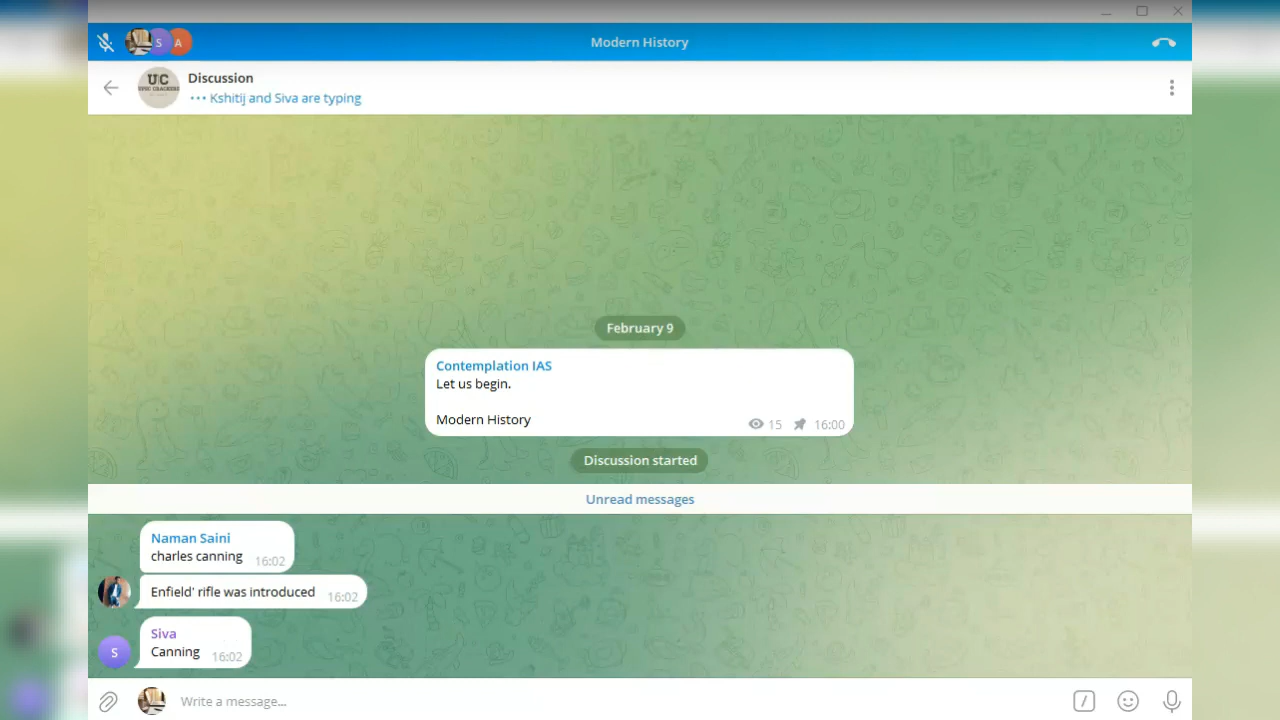 S
A
Modern History
UC
UPSC CRACKERS
Discussion
Kshitij and Siva are typing
February 9
Contemplation IAS
Let us begin.
Modern History
15
16:00
Discussion started
Unread messages
Naman Saini
charles canning 16:02
Enfield' rifle was introduced 16:02
Siva
S
Canning 16:02
Write a message...